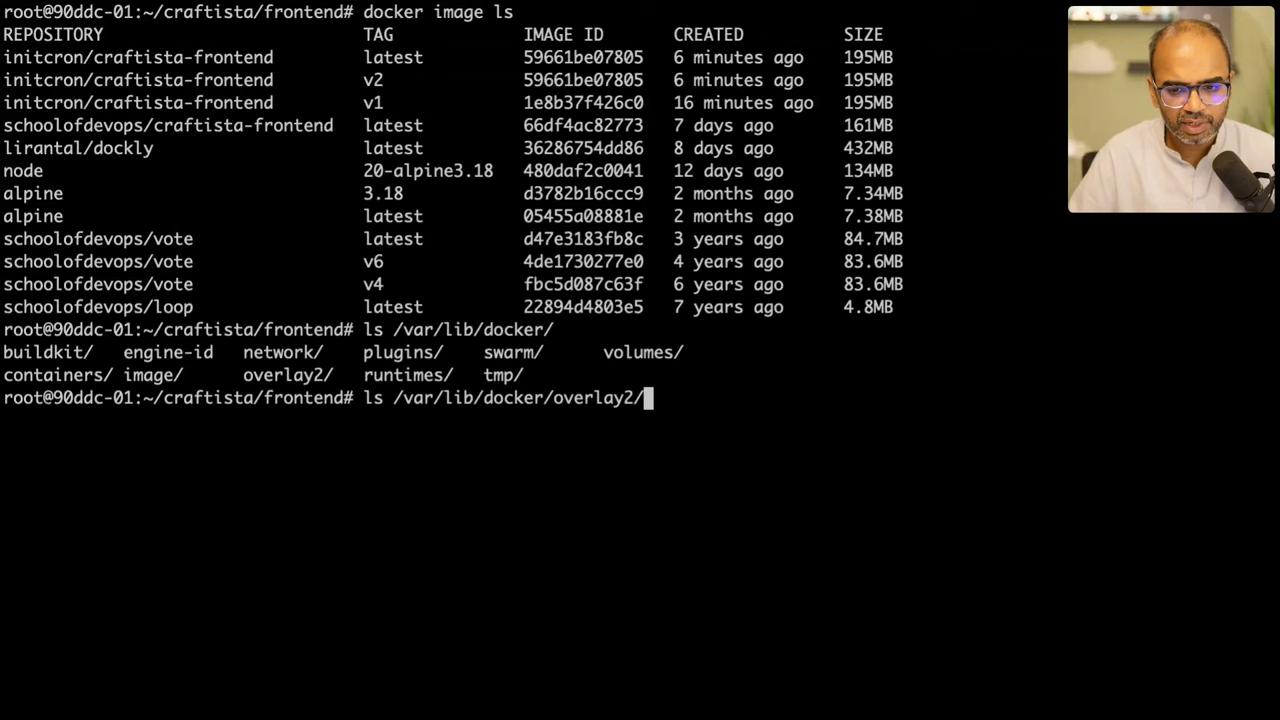 root@90ddc-01:~/craftista/frontend# docker image ls
REPOSITORY TAG IMAGE ID CREATED SIZE
initcron/craftista-frontend latest 59661be07805 6 minutes ago 195MB
initcron/craftista-frontend v2 59661be07805 6 minutes ago 195MB
initcron/craftista-frontend v1 1e8b37f426c0 16 minutes ago 195MB
schoolofdevops/craftista-frontend latest 66df4ac82773 7 days ago 161MB
lirantal/dockly latest 36286754dd86 8 days ago 432MB
node 20-alpine3.18 480daf2c0041 12 days ago 134MB
alpine 3.18 d3782b16ccc9 2 months ago 7.34MB
alpine latest 05455a08881e 2 months ago 7.38MB
schoolofdevops/vote latest d47e3183fb8c 3 years ago 84.7MB
schoolofdevops/vote v6 4de1730277e0 4 years ago 83.6MB
schoolofdevops/vote v4 fbc5d087c63f 6 years ago 83.6MB
schoolofdevops/loop latest 22894d4803e5 7 years ago 4.8MB
root@90ddc-01:~/craftista/frontend# ls /var/lib/docker/
buildkit/ engine-id network/ plugins/ swarm/ volumes/
containers/ image/ overlay2/ runtimes/ tmp/
root@90ddc-01:~/craftista/frontend# ls /var/lib/docker/overlay2/